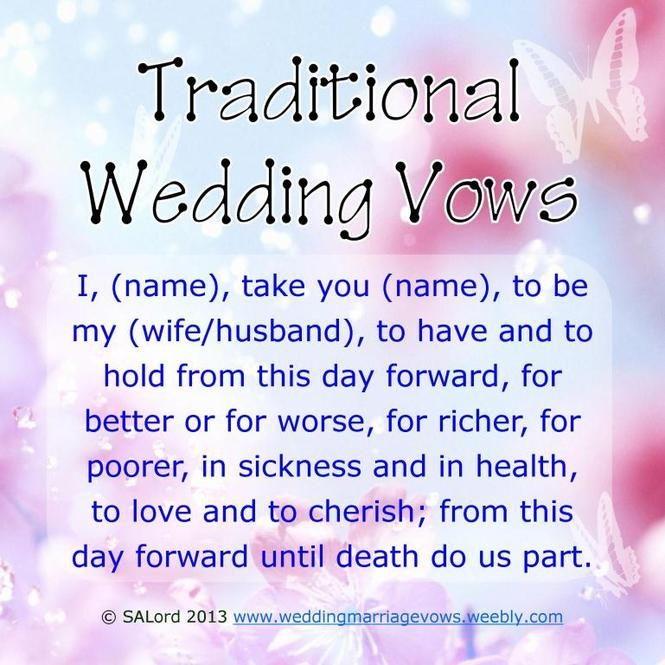 Traditional
Wedding Vows
I, (name), take you (name), to be
my (wife/husband), to have and to
hold from this day forward, for
better or for worse, for richer, for
poorer, in sickness and in health,
to love and to cherish; from this
day forward until death do us part.
© SALord 2013 www.weddingmarriagevows.weebly.com